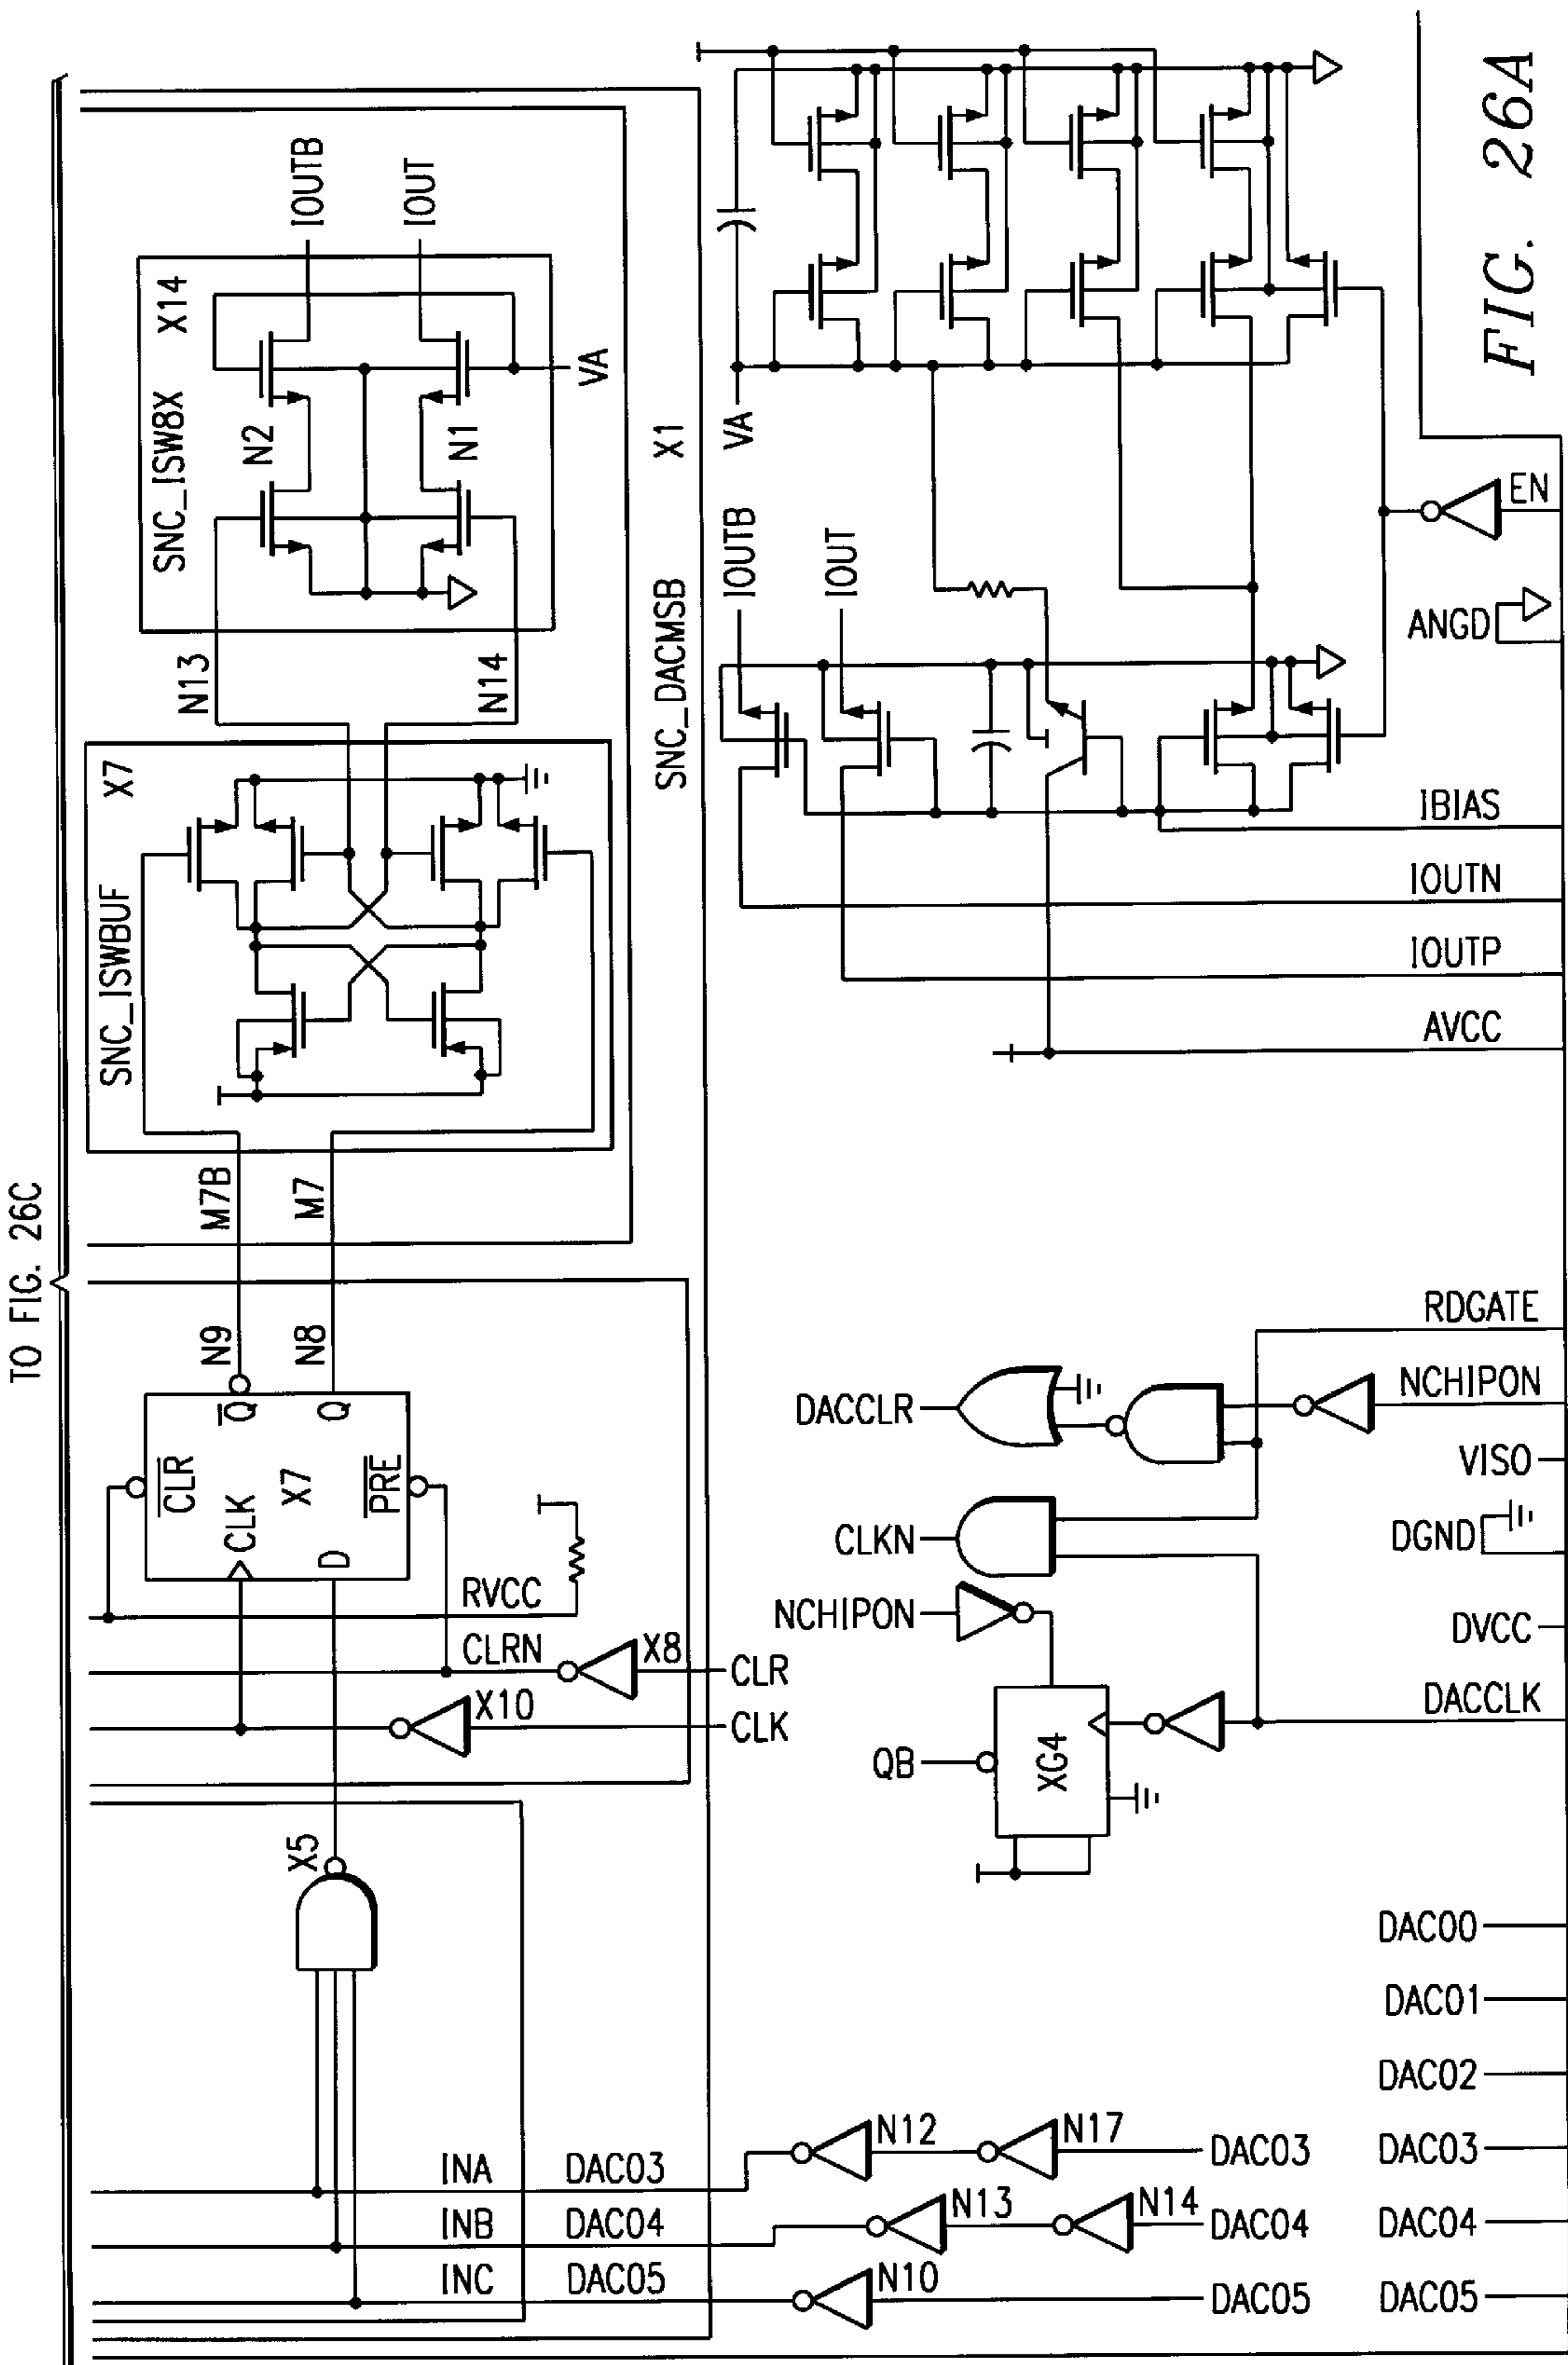 TO FIG. 26C
SNC_ISW8X
X14
IOUTB
IOUT
N2
N1
VA
N13
N14
SNC_ISWBUF
X7
M7B
M7
N9
N8
CLR
Q
CLK
X7
D
Q
PRE
RVCC
CLRN
X8
CLR
X10
CLK
X5
INA
DAC03
INB
DAC04
INC
DAC05
SNC_DACMSB
X1
VA
IOUTB
IOUT
EN
ANGD
IBIAS
IOUTN
IOUTP
AVCC
RDGATE
NCHIPON
VISO
DGND
DVCC
DACCLK
DACCLR
CLKN
NCHIPON
QB
XG4
N12
N17
DAC03
N13
N14
DAC04
N10
DAC05
DAC00
DAC01
DAC02
DAC03
DAC04
DAC05
FIG. 26A